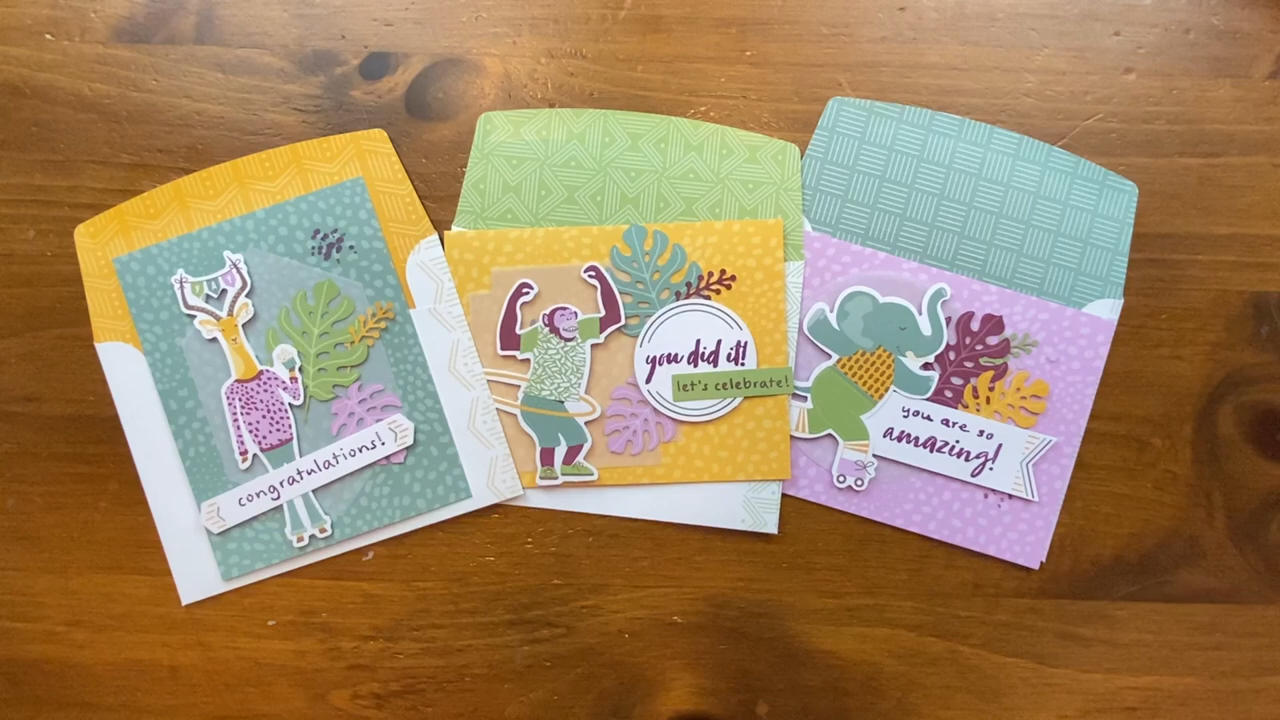 congratulations!
you did it!
let's celebrate!
you are so
amazing!